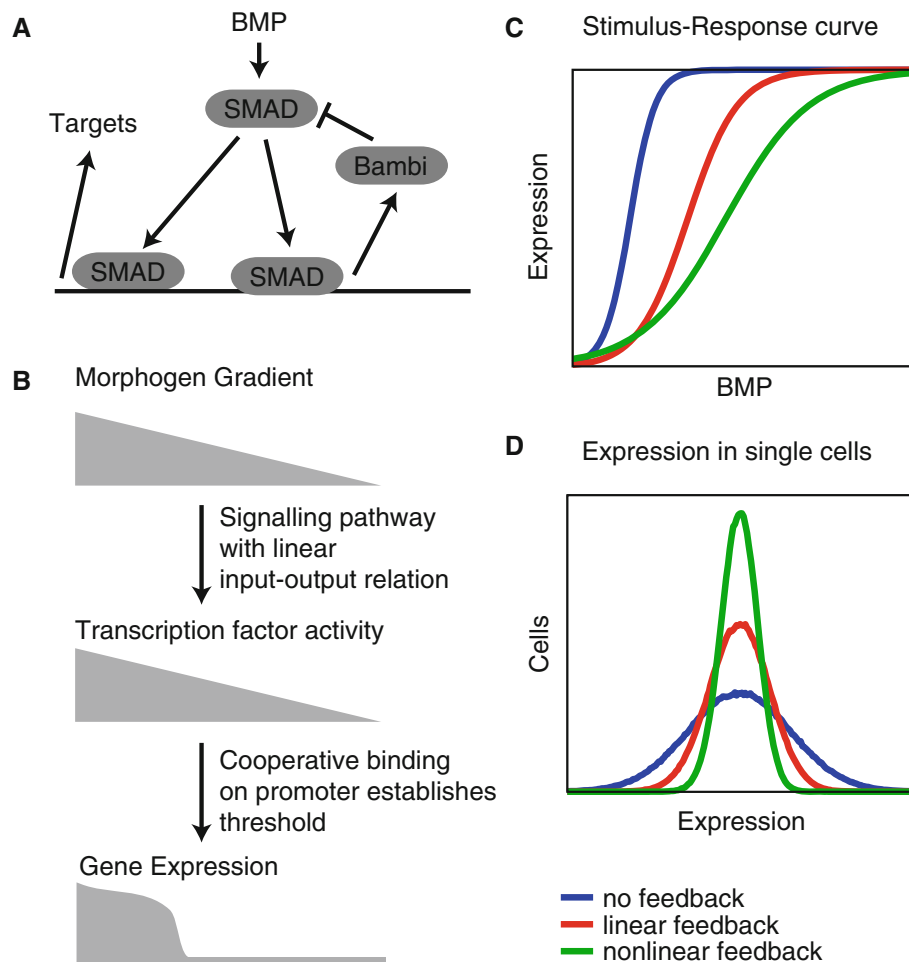 A
BMP
SMAD
Targets
Bambi
SMAD
SMAD
B
Morphogen Gradient
Signalling pathway
with linear
input-output relation
Transcription factor activity
Cooperative binding
on promoter establishes
threshold
Gene Expression
C
Stimulus-Response curve
Expression
BMP
D
Expression in single cells
Cells
Expression
no feedback
linear feedback
nonlinear feedback